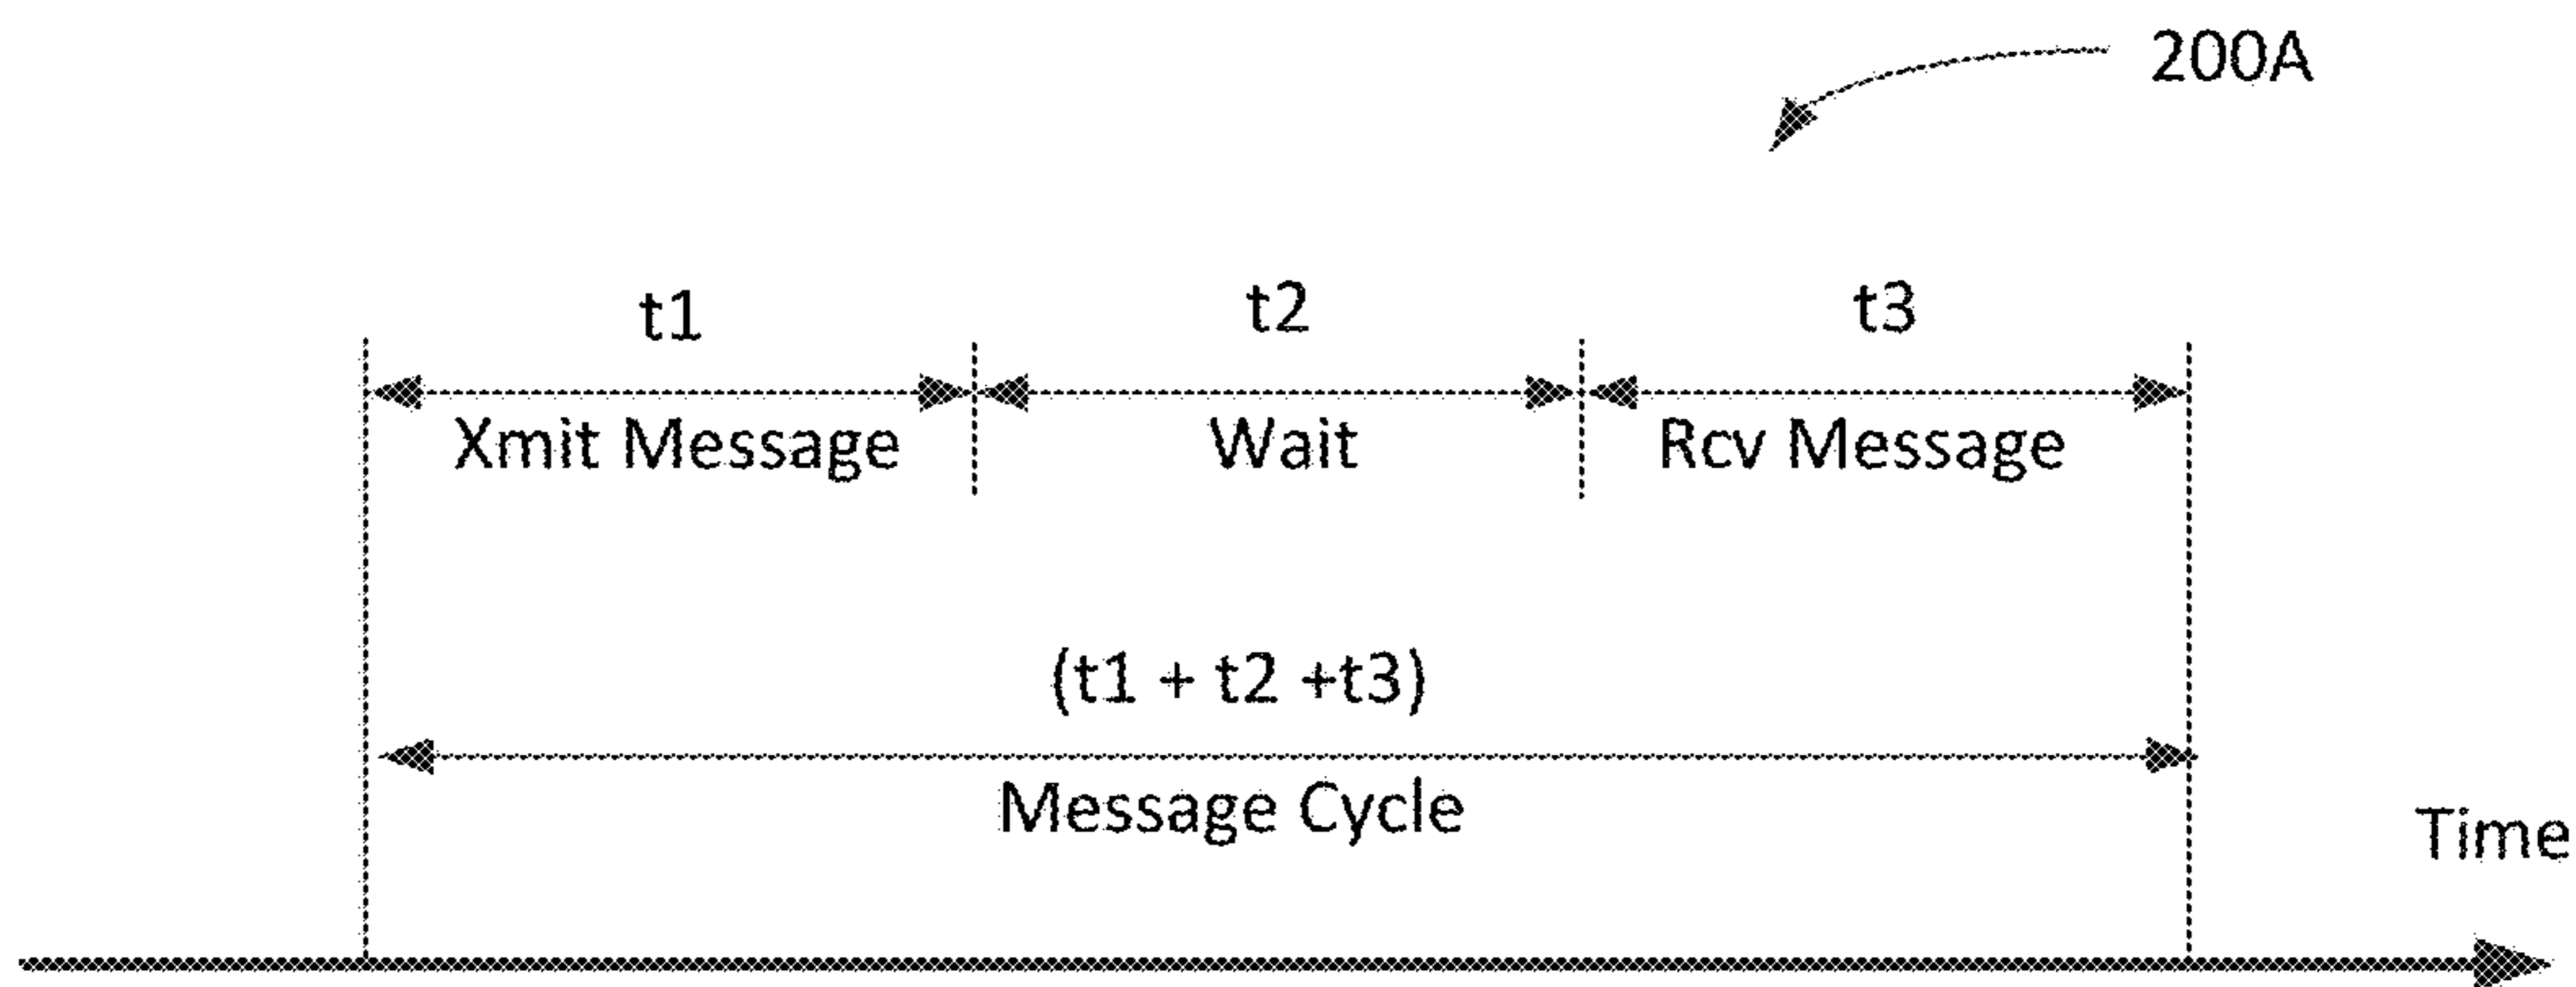 200A
t1
t2
t3
Xmit Message
Wait
Rcv Message
(t1 + t2 +t3)
Message Cycle
Time